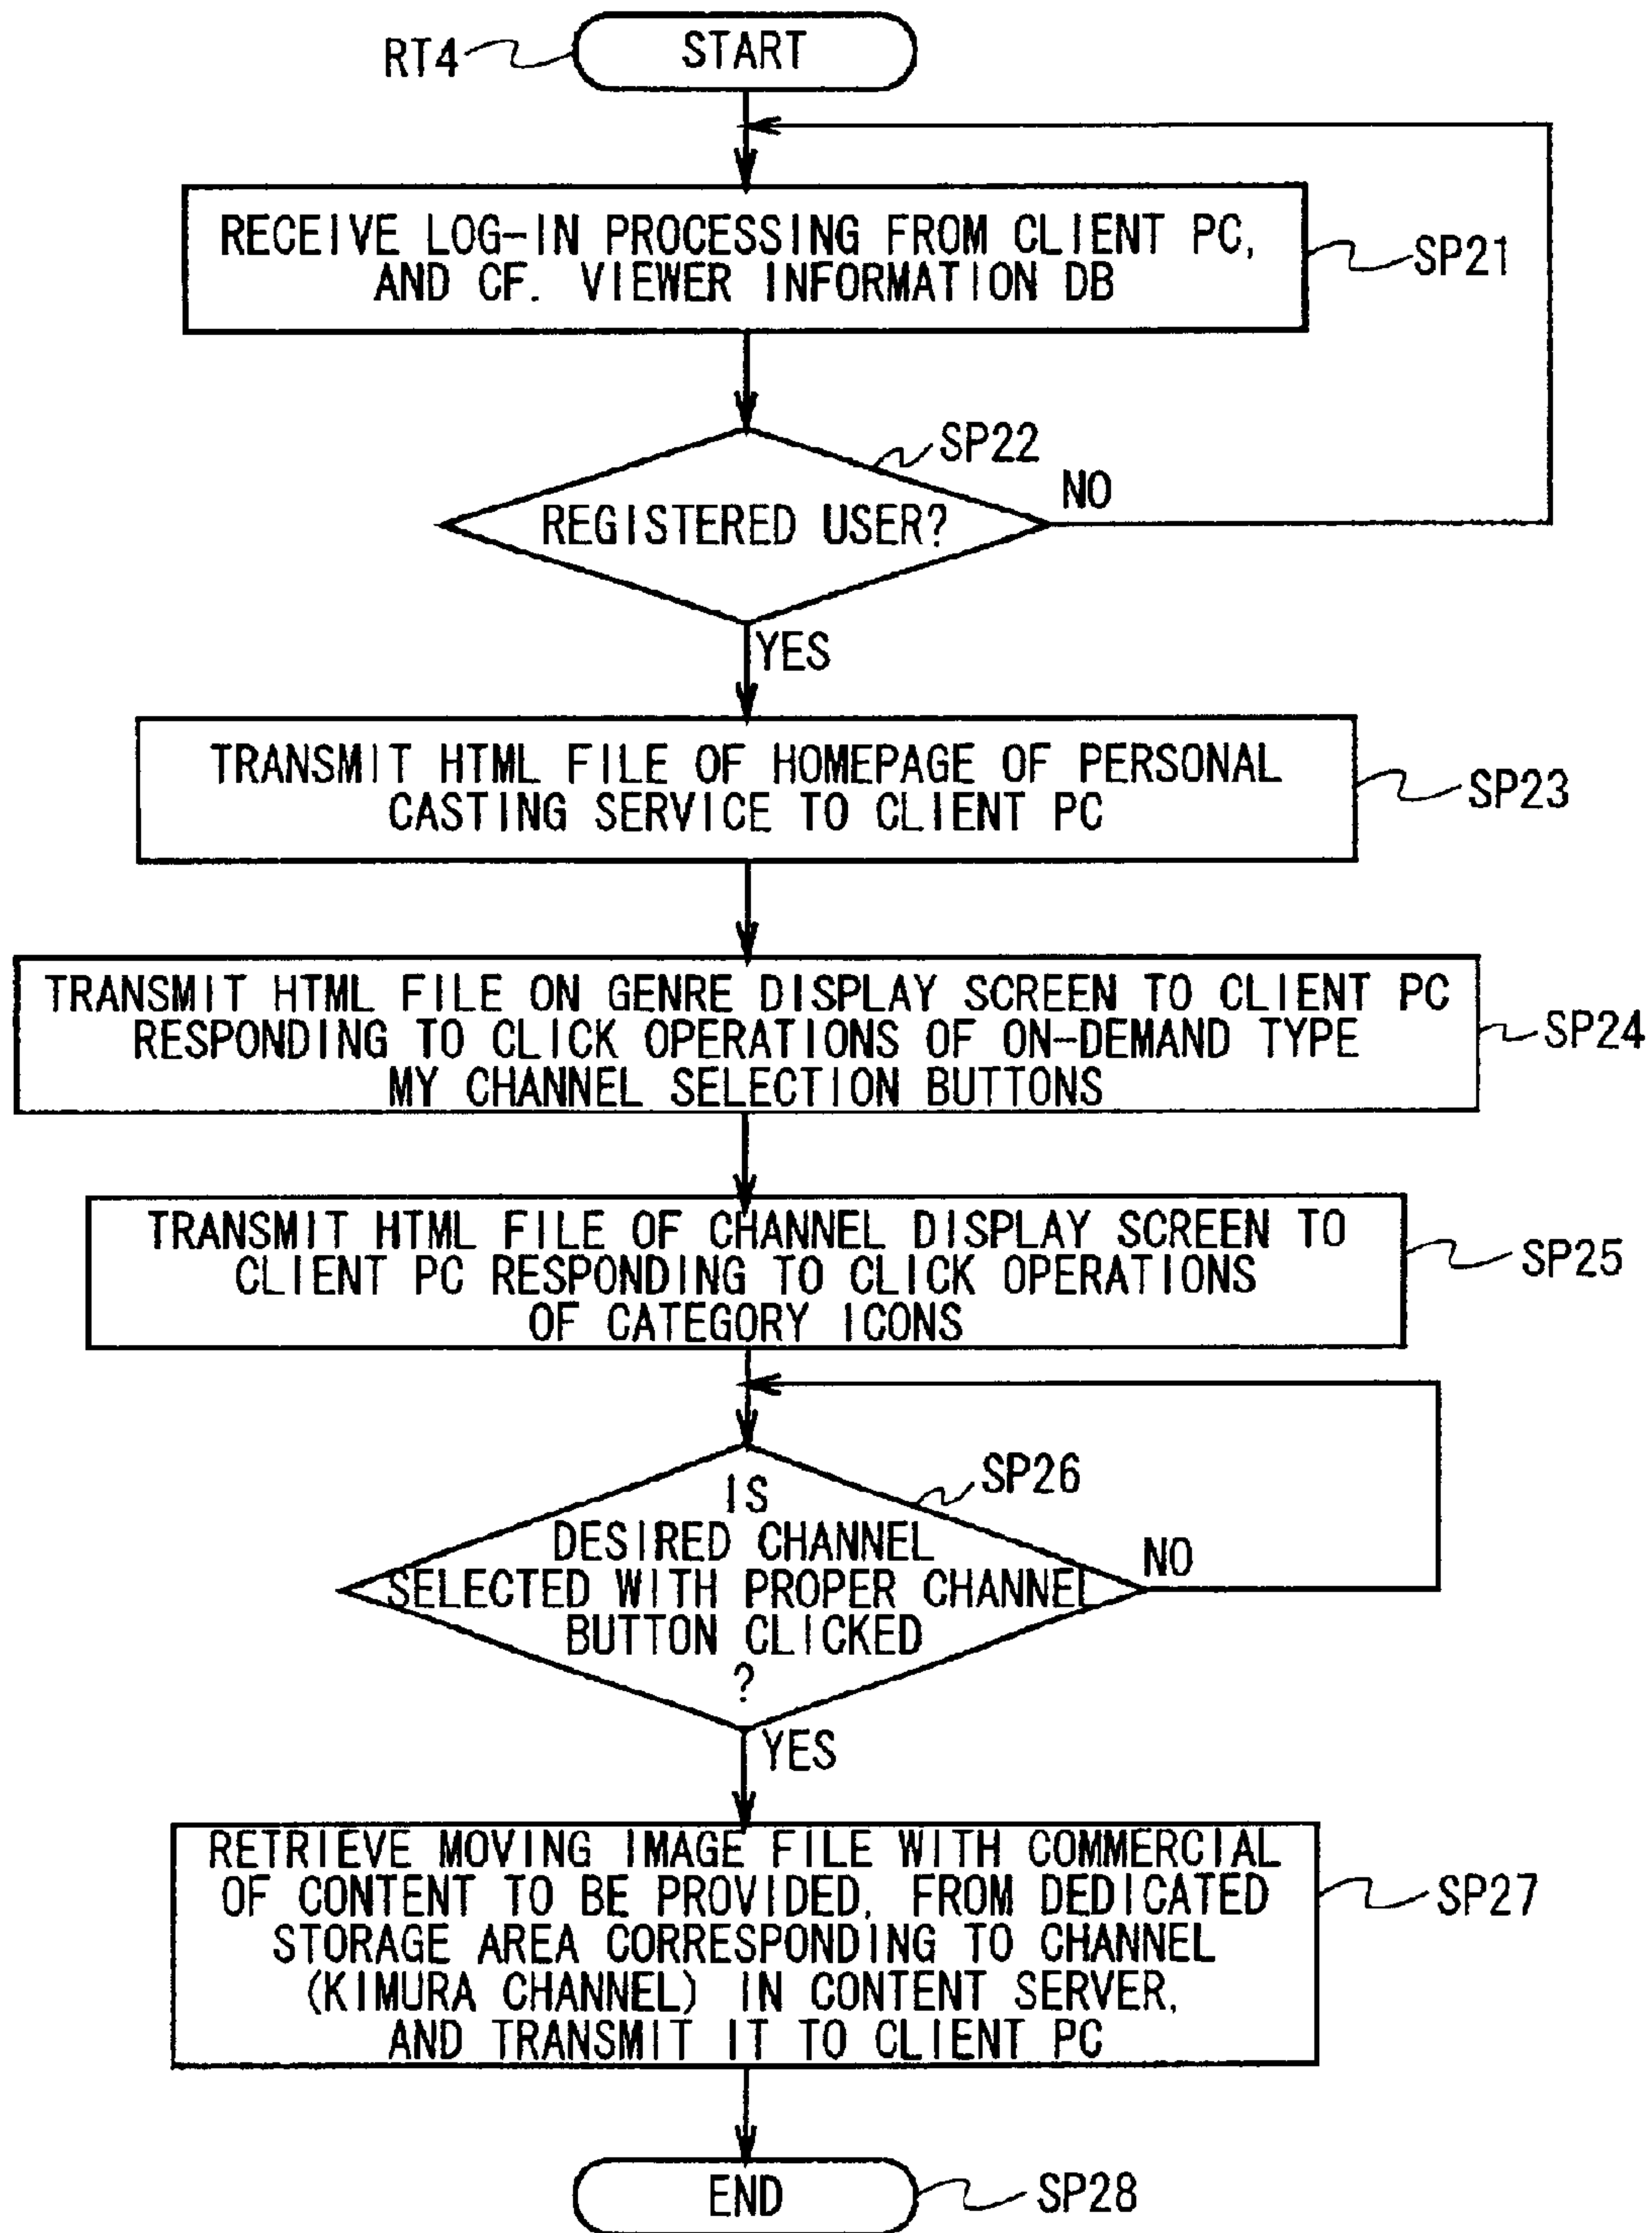 RT4
START
RECEIVE LOG-IN PROCESSING FROM CLIENT PC,
AND CF. VIEWER INFORMATION DB
SP21
SP22
REGISTERED USER?
NO
YES
TRANSMIT HTML FILE OF HOMEPAGE OF PERSONAL
CASTING SERVICE TO CLIENT PC
SP23
TRANSMIT HTML FILE ON GENRE DISPLAY SCREEN TO CLIENT PC
RESPONDING TO CLICK OPERATIONS OF ON-DEMAND TYPE
MY CHANNEL SELECTION BUTTONS
SP24
TRANSMIT HTML FILE OF CHANNEL DISPLAY SCREEN TO
CLIENT PC RESPONDING TO CLICK OPERATIONS
OF CATEGORY ICONS
SP25
SP26
IS
DESIRED CHANNEL
SELECTED WITH PROPER CHANNEL
BUTTON CLICKED
?
NO
YES
RETRIEVE MOVING IMAGE FILE WITH COMMERCIAL
OF CONTENT TO BE PROVIDED, FROM DEDICATED
STORAGE AREA CORRESPONDING TO CHANNEL
(KIMURA CHANNEL) IN CONTENT SERVER,
AND TRANSMIT IT TO CLIENT PC
SP27
END
SP28